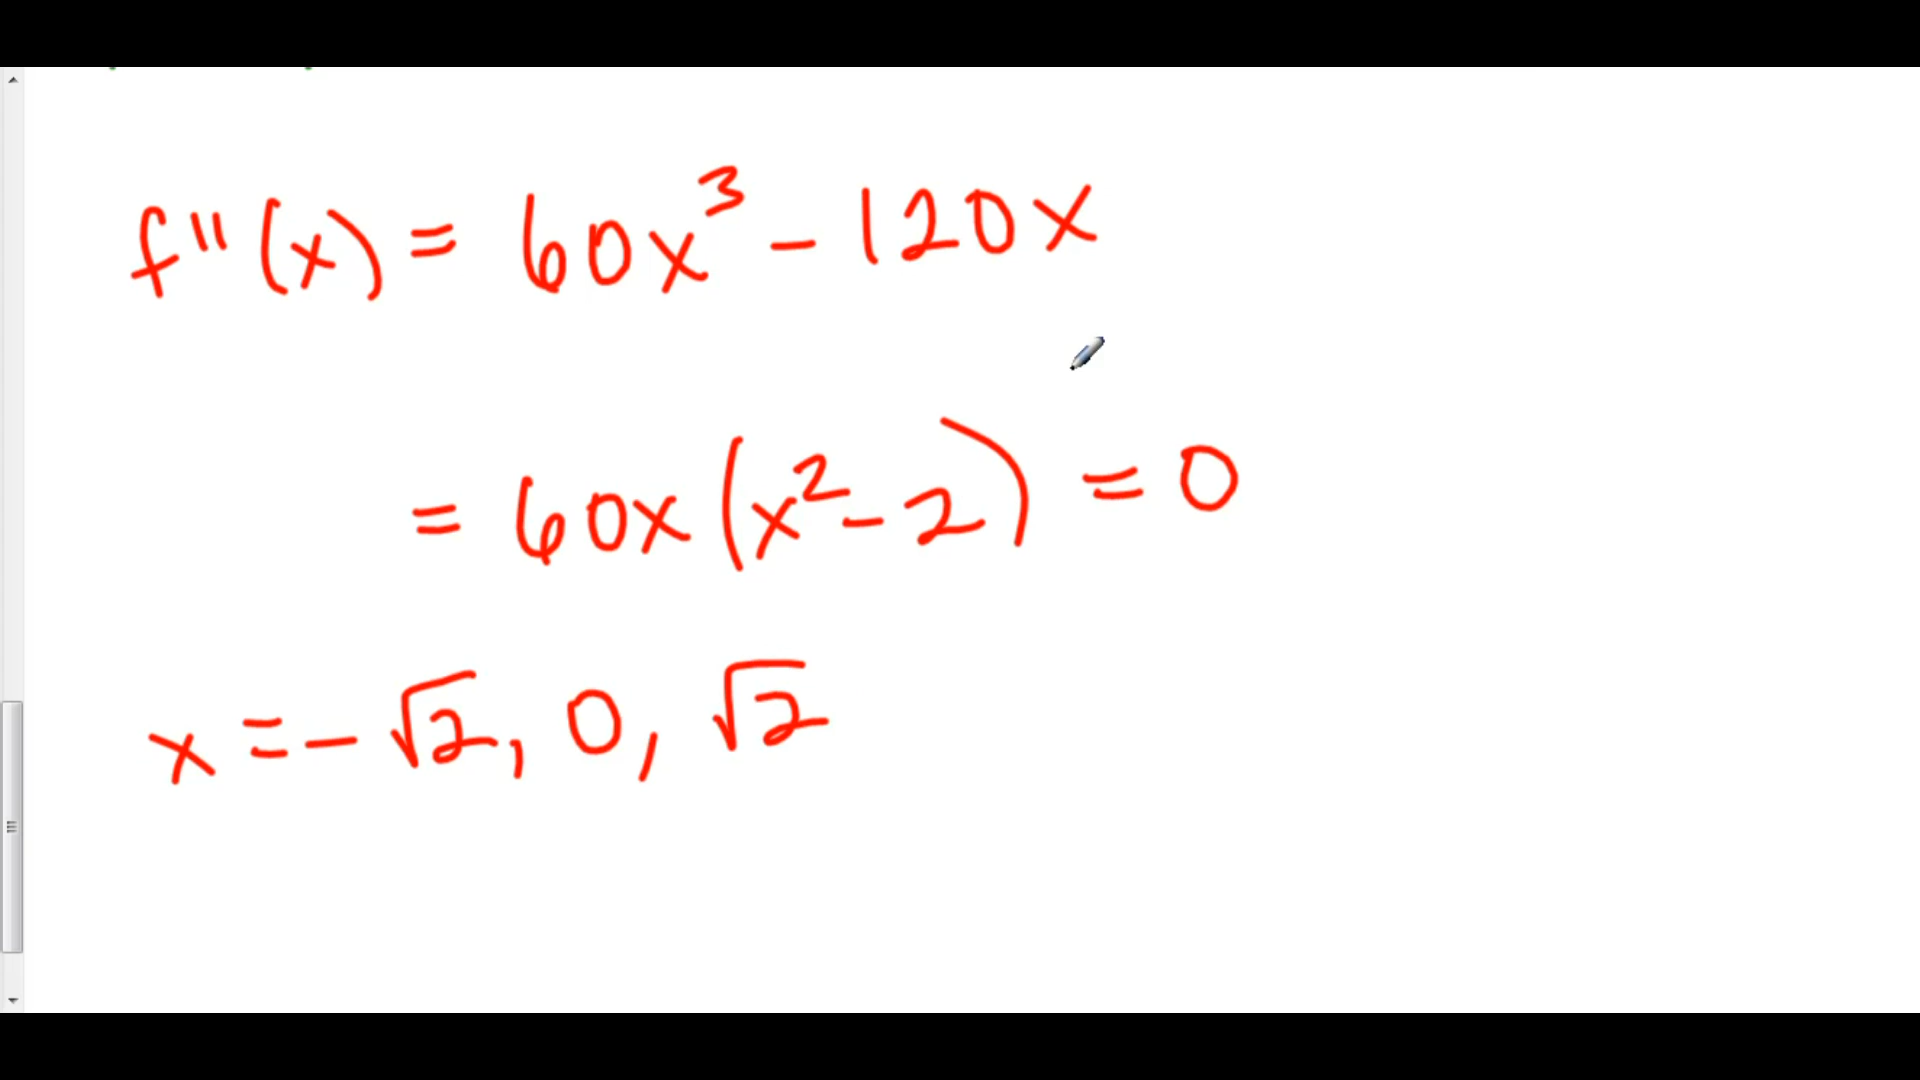 f''(x) = 60x³ - 120x
= 60x(x² - 2) = 0
x = -√2, 0, √2